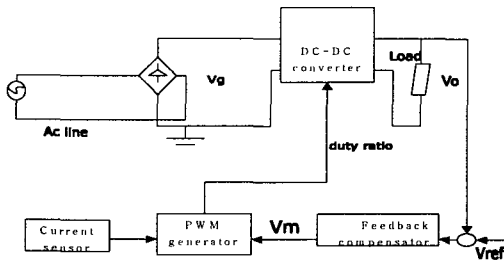 DC-DC
converter
Load
Vg
Vo
Ac line
duty ratio
Current
sensor
PWM
generator
Vm
Feedback
compensator
Vref